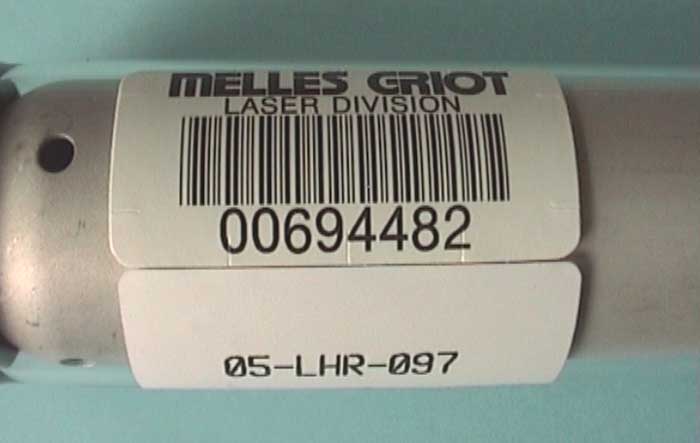 MELLES GRIOT
LASER DIVISION
00694482
05-LHR-097